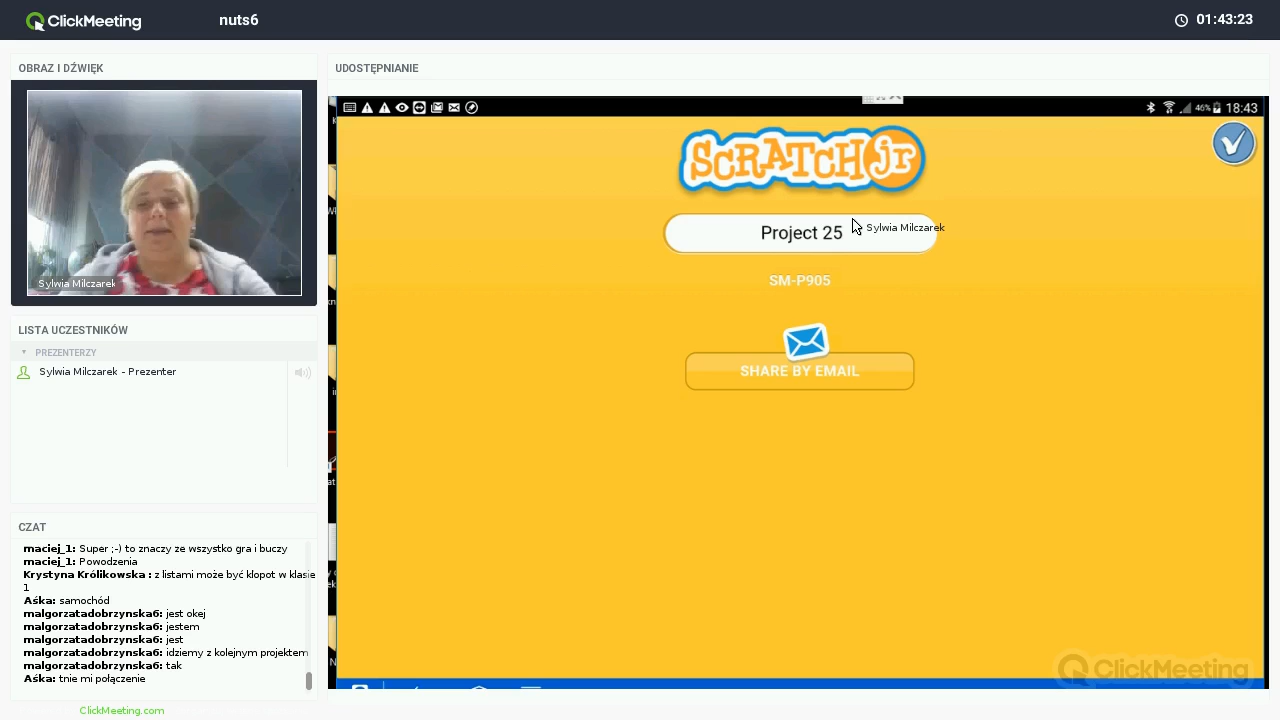 ClickMeeting
nuts6
01:43:23
OBRAZ I DŹWIĘK
Sylwia Milczarek
LISTA UCZESTNIKÓW
PREZENTERZY
Sylwia Milczarek - Prezenter
CZAT
maciej_1: Super ;-) to znaczy ze wszystko gra i buczy
maciej_1: Powodzenia
Krystyna Królikowska : z listami może być klopot w klasie
1
Aśka: samochód
malgorzatadobrzynska6: jest okej
malgorzatadobrzynska6: jestem
malgorzatadobrzynska6: jest
malgorzatadobrzynska6: idziemy z kolejnym projektem
malgorzatadobrzynska6: tak
Aśka: tnie mi połączenie
ClickMeeting.com
UDOSTĘPNIANIE
46% 18:43
SCRATCH jr
Project 25
Sylwia Milczarek
SM-P905
SHARE BY EMAIL
ClickMeeting